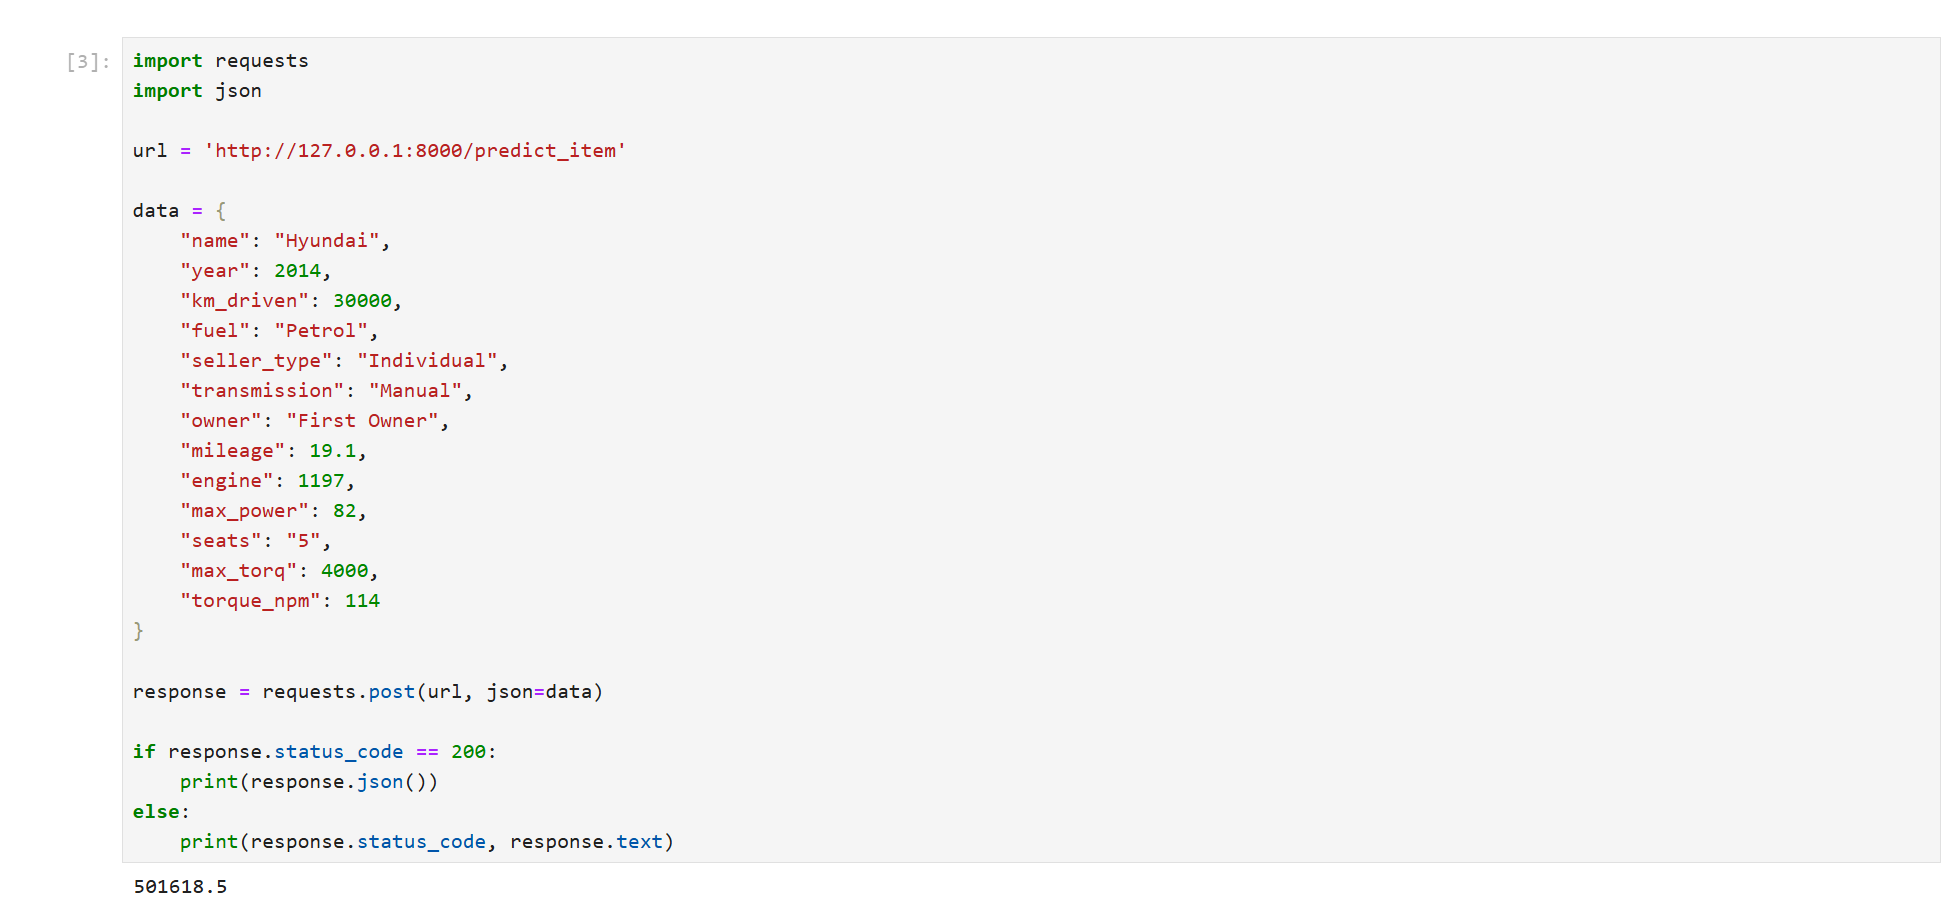 [3]: import requests
import json
url = 'http://127.0.0.1:8000/predict_item'
data = {
    "name": "Hyundai",
    "year": 2014,
    "km_driven": 30000,
    "fuel": "Petrol",
    "seller_type": "Individual",
    "transmission": "Manual",
    "owner": "First Owner",
    "mileage": 19.1,
    "engine": 1197,
    "max_power": 82,
    "seats": "5",
    "max_torq": 4000,
    "torque_npm": 114
}
response = requests.post(url, json=data)
if response.status_code == 200:
    print(response.json())
else:
    print(response.status_code, response.text)
501618.5